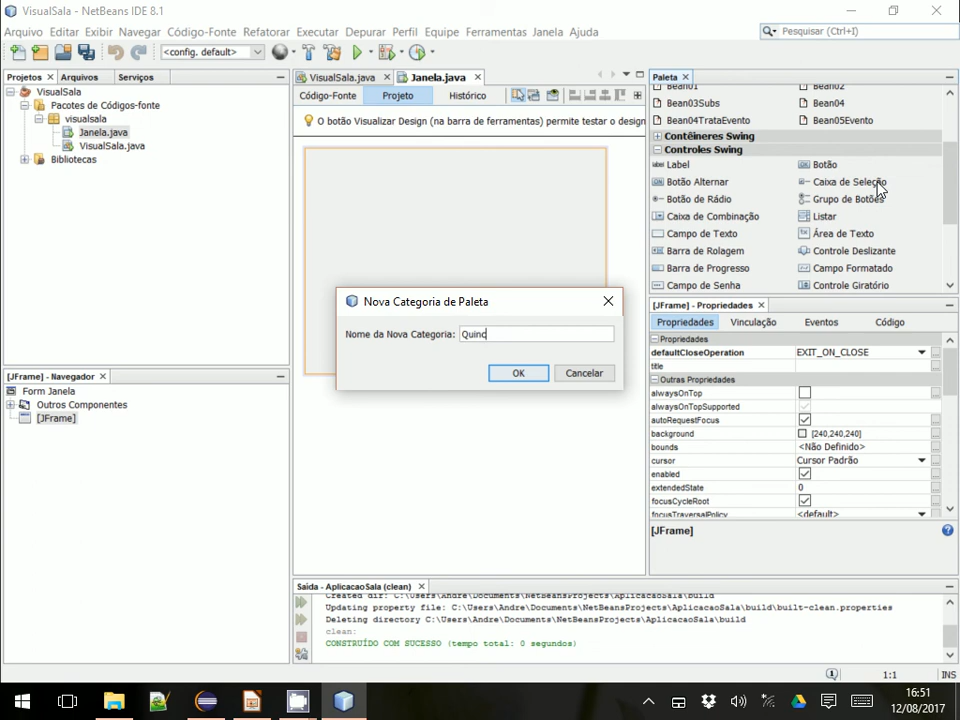 VisualSala - NetBeans IDE 8.1
Arquivo Editar Exibir Navegar Código-Fonte Refatorar Executar Depurar Perfil Equipe Ferramentas Janela Ajuda
Pesquisar (Ctrl+I)
<config. default>
Projetos Arquivos Serviços
VisualSala
Pacotes de Códigos-fonte
visualsala
Janela.java
VisualSala.java
Bibliotecas
VisualSala.java Janela.java
Código-Fonte Projeto Histórico
O botão Visualizar Design (na barra de ferramentas) permite testar o design
Paleta
Bean01 Bean02
Bean03Subs Bean04
Bean04TrataEvento Bean05Evento
Contêineres Swing
Controles Swing
Label Botão
Botão Alternar Caixa de Seleção
Botão de Rádio Grupo de Botões
Caixa de Combinação Listar
Campo de Texto Área de Texto
Barra de Rolagem Controle Deslizante
Barra de Progresso Campo Formatado
Campo de Senha Controle Giratório
Nova Categoria de Paleta
Nome da Nova Categoria: Quinc
OK Cancelar
[JFrame] - Propriedades
Propriedades Vinculação Eventos Código
Propriedades
defaultCloseOperation EXIT_ON_CLOSE
title
Outras Propriedades
alwaysOnTop
alwaysOnTopSupported
autoRequestFocus
background [240,240,240]
bounds <Não Definido>
cursor Cursor Padrão
enabled
extendedState 0
focusCycleRoot
focusTraversalPolicy <default>
[JFrame]
[JFrame] - Navegador
Form Janela
Outros Componentes
[JFrame]
Saída - AplicacaoSala (clean)
Created dir: C:\Users\Andre\Documents\NetBeansProjects\AplicacaoSala\build
Updating property file: C:\Users\Andre\Documents\NetBeansProjects\AplicacaoSala\build\built-clean.properties
Deleting directory C:\Users\Andre\Documents\NetBeansProjects\AplicacaoSala\build
clean:
CONSTRUÍDO COM SUCESSO (tempo total: 0 segundos)
1:1 INS
16:51
12/08/2017